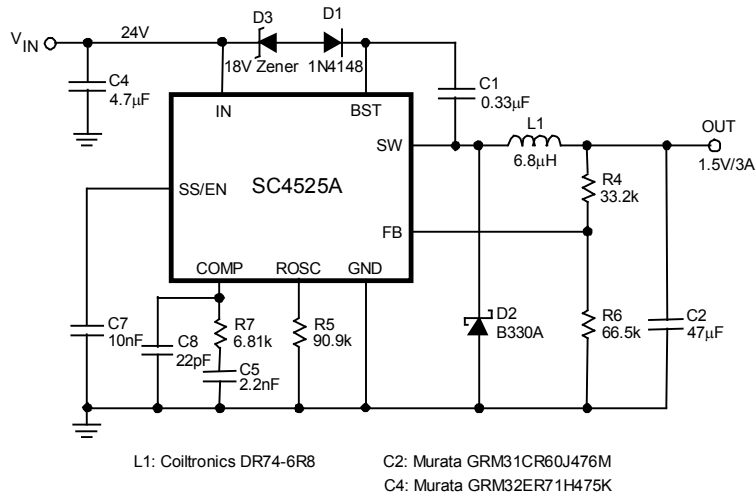 D3
D1
V IN
24V
18V Zener
1N4148
C4
4.7µF
C1
0.33µF
IN
BST
L1
OUT
SW
6.8µH
1.5V/3A
SS/EN
SC4525A
R4
33.2k
FB
COMP
ROSC
GND
C7
10nF
C8
22pF
R7
6.81k
R5
90.9k
D2
B330A
R6
66.5k
C2
47µF
C5
2.2nF
L1: Coiltronics DR74-6R8
C2: Murata GRM31CR60J476M
C4: Murata GRM32ER71H475K